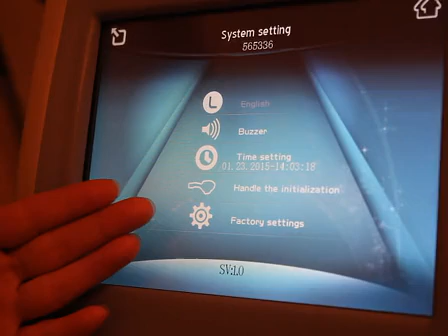 System setting
565336
L
English
Buzzer
Time setting
01.23.2015-14:03:18
Handle the initialization
Factory settings
SV:1.0